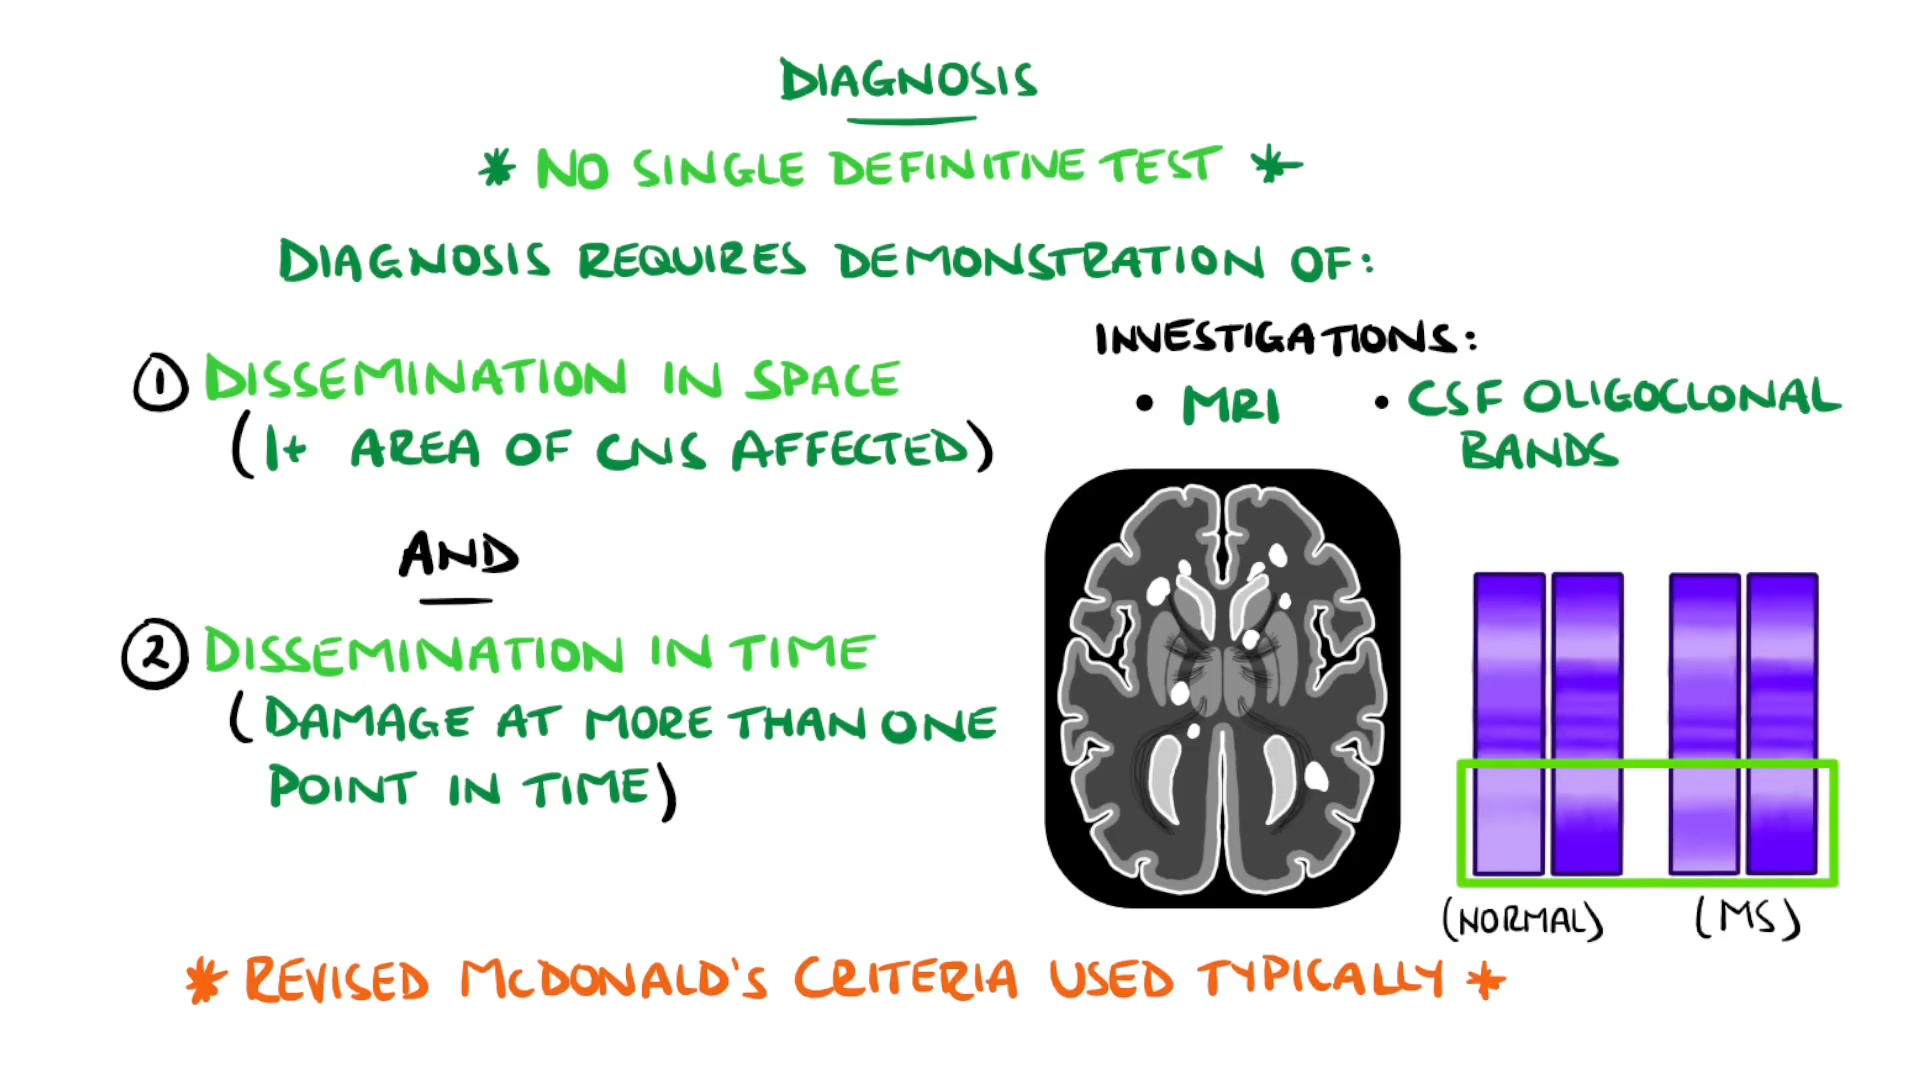 DIAGNOSIS
* NO SINGLE DEFINITIVE TEST *
DIAGNOSIS REQUIRES DEMONSTRATION OF:
① DISSEMINATION IN SPACE
(1+ AREA OF CNS AFFECTED)
AND
② DISSEMINATION IN TIME
(DAMAGE AT MORE THAN ONE
POINT IN TIME)
INVESTIGATIONS:
• MRI
• CSF OLIGOCLONAL
BANDS
(NORMAL)
(MS)
* REVISED MCDONALD'S CRITERIA USED TYPICALLY *